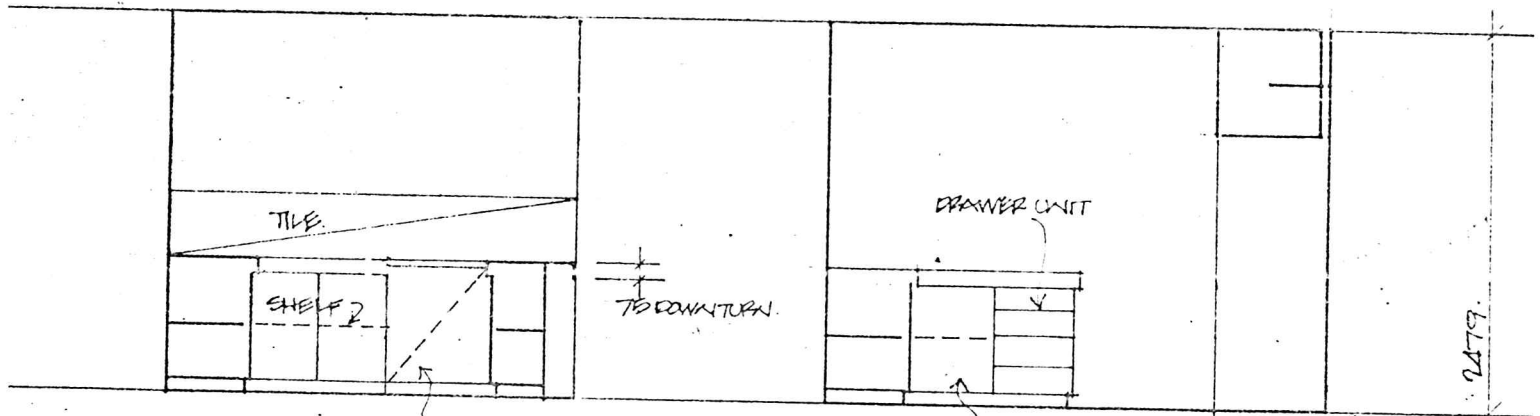 TILE.
DRAWER UNIT
SHELF
75 DOWNTURN.
2479.